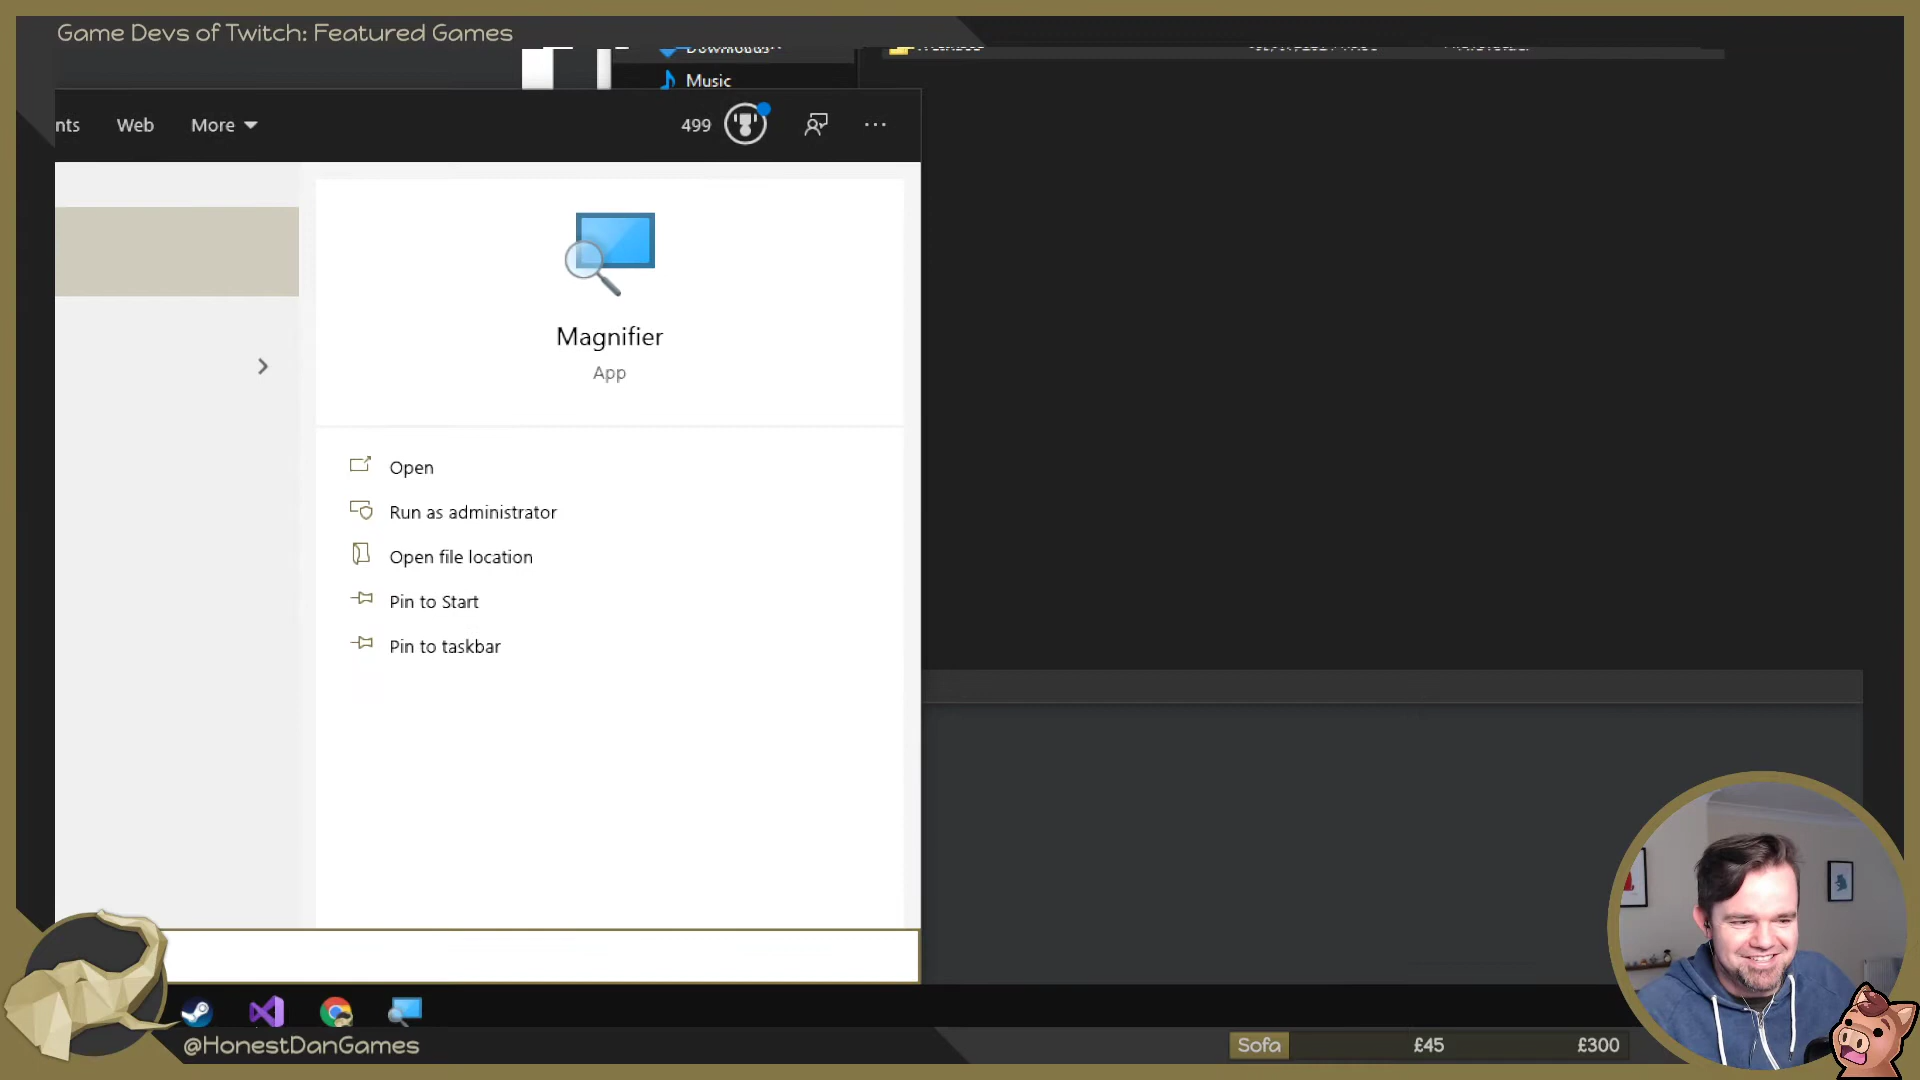 Game Devs of Twitch: Featured Games
Music
nts
Web
More
499
Magnifier
App
Open
Run as administrator
Open file location
Pin to Start
Pin to taskbar
@HonestDanGames
Sofa
£45
£300